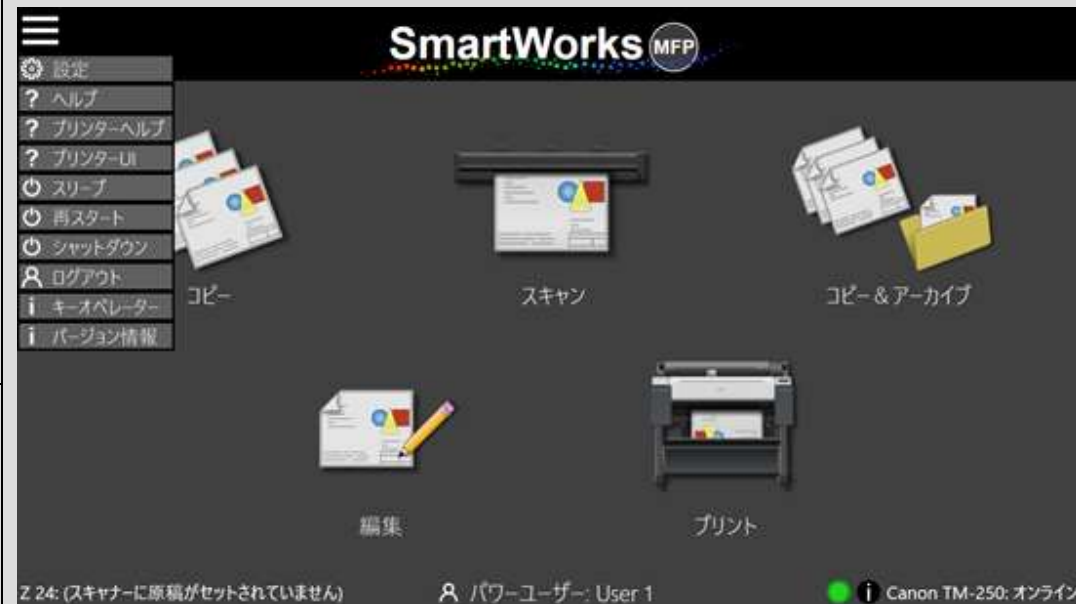 SmartWorks MFP
設定
? ヘルプ
? プリンターヘルプ
? プリンターUI
スリープ
再スタート
シャットダウン
ログアウト
i キーオペレーター
i バージョン情報
コピー
スキャン
コピー & アーカイブ
編集
プリント
Z 24: (スキャナーに原稿がセットされていません)
パワーユーザー: User 1
i Canon TM-250: オンライン